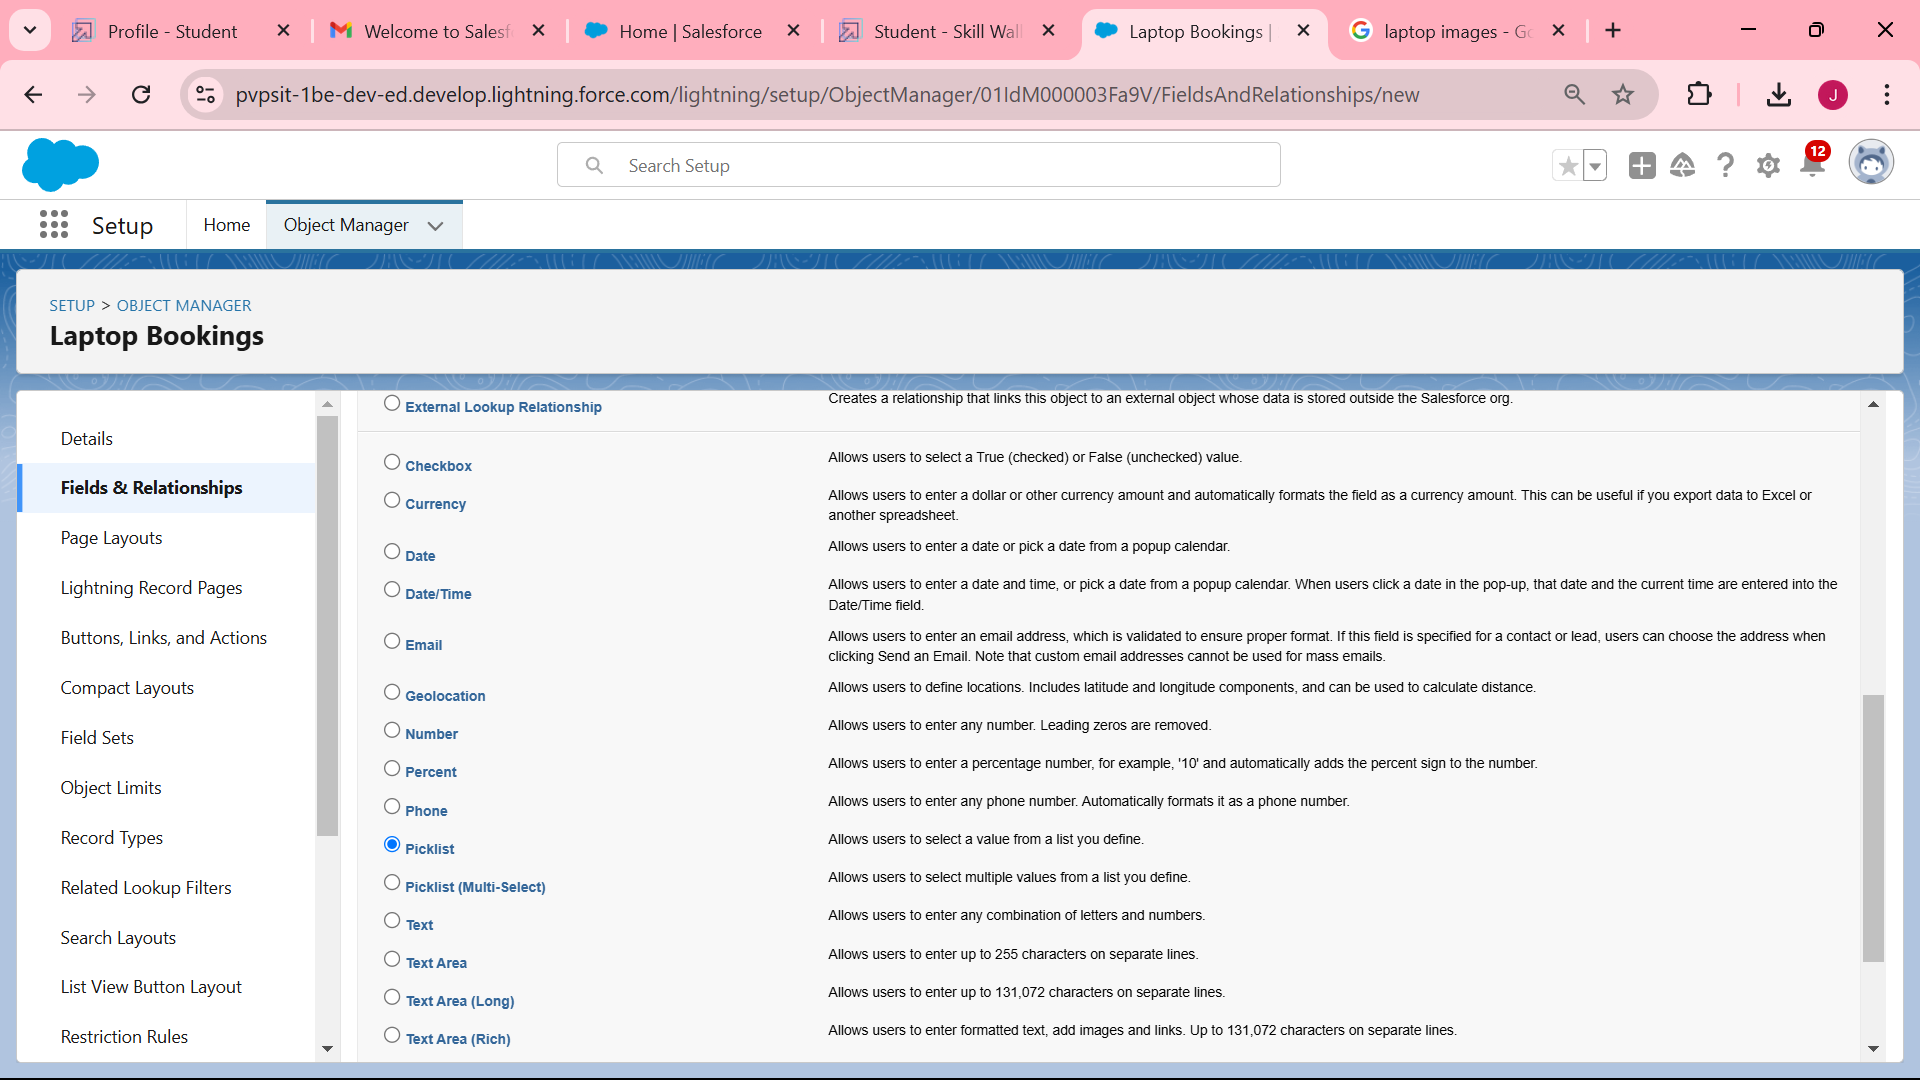 Profile - Student
Welcome to Salesf
Home | Salesforce
Student - Skill Wall
Laptop Bookings |
laptop images - Go
pvpsit-1be-dev-ed.develop.lightning.force.com/lightning/setup/ObjectManager/01IdM000003Fa9V/FieldsAndRelationships/new
J
Search Setup
12
Setup
Home
Object Manager
SETUP > OBJECT MANAGER
Laptop Bookings
Details
Fields & Relationships
Page Layouts
Lightning Record Pages
Buttons, Links, and Actions
Compact Layouts
Field Sets
Object Limits
Record Types
Related Lookup Filters
Search Layouts
List View Button Layout
Restriction Rules
External Lookup Relationship
Creates a relationship that links this object to an external object whose data is stored outside the Salesforce org.
Checkbox
Allows users to select a True (checked) or False (unchecked) value.
Currency
Allows users to enter a dollar or other currency amount and automatically formats the field as a currency amount. This can be useful if you export data to Excel or
another spreadsheet.
Date
Allows users to enter a date or pick a date from a popup calendar.
Date/Time
Allows users to enter a date and time, or pick a date from a popup calendar. When users click a date in the pop-up, that date and the current time are entered into the
Date/Time field.
Email
Allows users to enter an email address, which is validated to ensure proper format. If this field is specified for a contact or lead, users can choose the address when
clicking Send an Email. Note that custom email addresses cannot be used for mass emails.
Geolocation
Allows users to define locations. Includes latitude and longitude components, and can be used to calculate distance.
Number
Allows users to enter any number. Leading zeros are removed.
Percent
Allows users to enter a percentage number, for example, '10' and automatically adds the percent sign to the number.
Phone
Allows users to enter any phone number. Automatically formats it as a phone number.
Picklist
Allows users to select a value from a list you define.
Picklist (Multi-Select)
Allows users to select multiple values from a list you define.
Text
Allows users to enter any combination of letters and numbers.
Text Area
Allows users to enter up to 255 characters on separate lines.
Text Area (Long)
Allows users to enter up to 131,072 characters on separate lines.
Text Area (Rich)
Allows users to enter formatted text, add images and links. Up to 131,072 characters on separate lines.